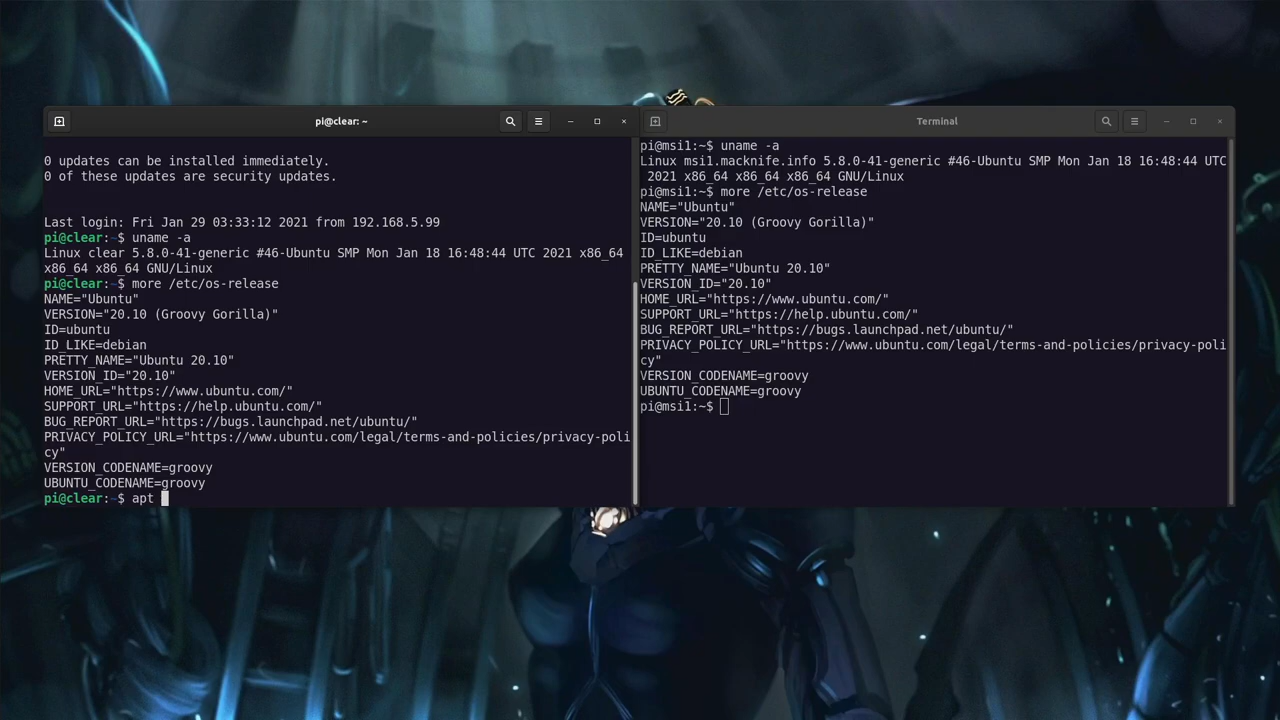 pi@clear: ~
0 updates can be installed immediately.
0 of these updates are security updates.
Last login: Fri Jan 29 03:33:12 2021 from 192.168.5.99
pi@clear:~$ uname -a
Linux clear 5.8.0-41-generic #46-Ubuntu SMP Mon Jan 18 16:48:44 UTC 2021 x86_64
x86_64 x86_64 GNU/Linux
pi@clear:~$ more /etc/os-release
NAME="Ubuntu"
VERSION="20.10 (Groovy Gorilla)"
ID=ubuntu
ID_LIKE=debian
PRETTY_NAME="Ubuntu 20.10"
VERSION_ID="20.10"
HOME_URL="https://www.ubuntu.com/"
SUPPORT_URL="https://help.ubuntu.com/"
BUG_REPORT_URL="https://bugs.launchpad.net/ubuntu/"
PRIVACY_POLICY_URL="https://www.ubuntu.com/legal/terms-and-policies/privacy-poli
cy"
VERSION_CODENAME=groovy
UBUNTU_CODENAME=groovy
pi@clear:~$ apt
Terminal
pi@msi1:~$ uname -a
Linux msi1.macknife.info 5.8.0-41-generic #46-Ubuntu SMP Mon Jan 18 16:48:44 UTC
2021 x86_64 x86_64 x86_64 GNU/Linux
pi@msi1:~$ more /etc/os-release
NAME="Ubuntu"
VERSION="20.10 (Groovy Gorilla)"
ID=ubuntu
ID_LIKE=debian
PRETTY_NAME="Ubuntu 20.10"
VERSION_ID="20.10"
HOME_URL="https://www.ubuntu.com/"
SUPPORT_URL="https://help.ubuntu.com/"
BUG_REPORT_URL="https://bugs.launchpad.net/ubuntu/"
PRIVACY_POLICY_URL="https://www.ubuntu.com/legal/terms-and-policies/privacy-poli
cy"
VERSION_CODENAME=groovy
UBUNTU_CODENAME=groovy
pi@msi1:~$